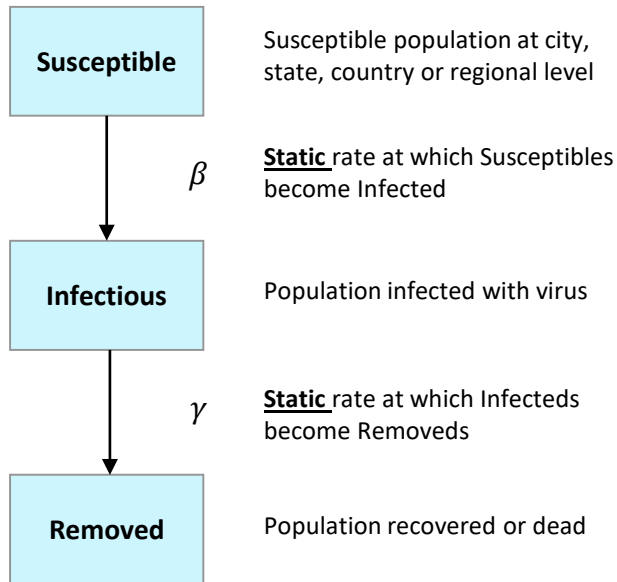 Susceptible
Susceptible population at city,
state, country or regional level
β
Static rate at which Susceptibles
become Infected
Infectious
Population infected with virus
γ
Static rate at which Infecteds
become Removeds
Removed
Population recovered or dead